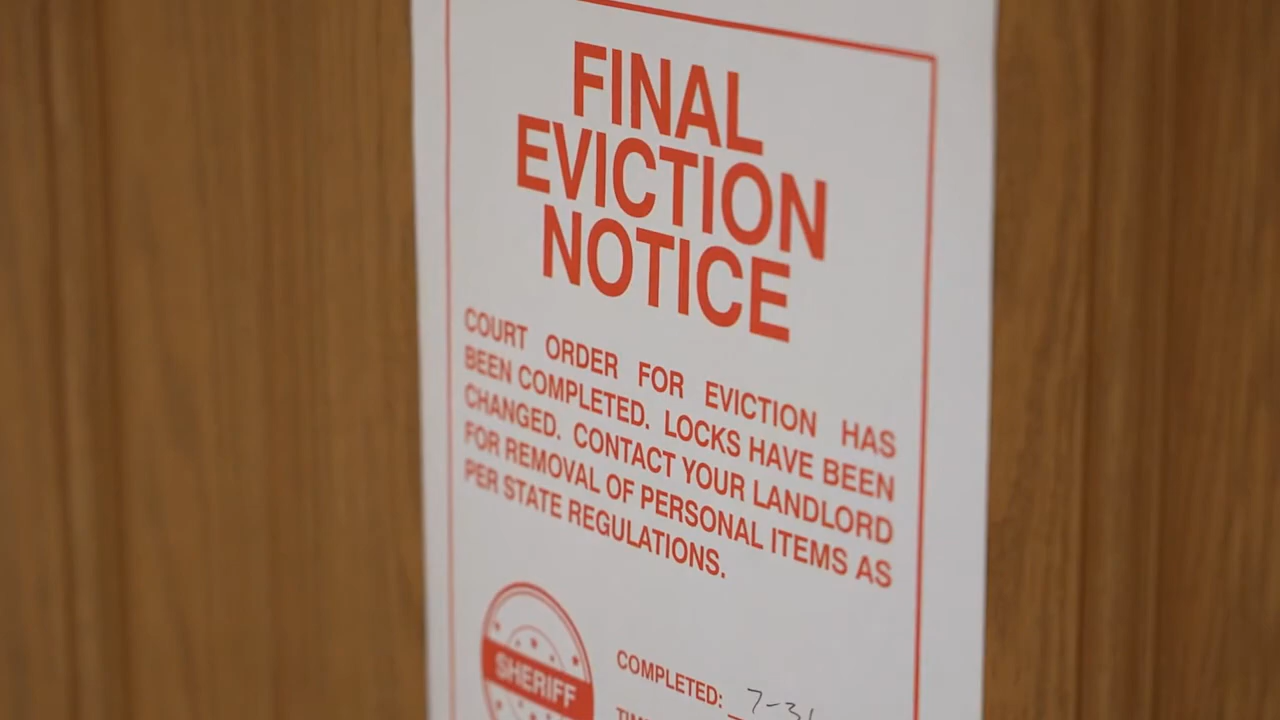 FINAL
EVICTION
NOTICE
COURT ORDER FOR EVICTION HAS
BEEN COMPLETED. LOCKS HAVE BEEN
CHANGED. CONTACT YOUR LANDLORD
FOR REMOVAL OF PERSONAL ITEMS AS
PER STATE REGULATIONS.
SHERIFF
COMPLETED: 7-31